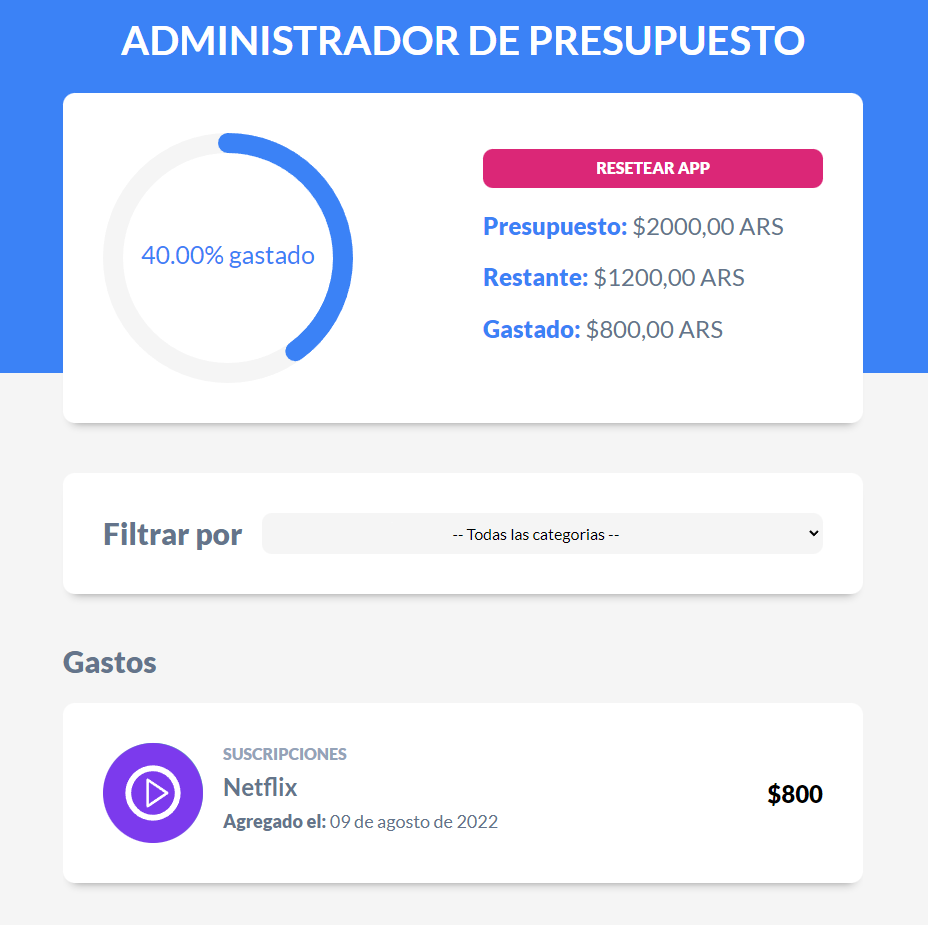 ADMINISTRADOR DE PRESUPUESTO
40.00% gastado
RESETEAR APP
Presupuesto: $2000,00 ARS
Restante: $1200,00 ARS
Gastado: $800,00 ARS
Filtrar por
-- Todas las categorias --
Gastos
SUSCRIPCIONES
Netflix
Agregado el: 09 de agosto de 2022
$800